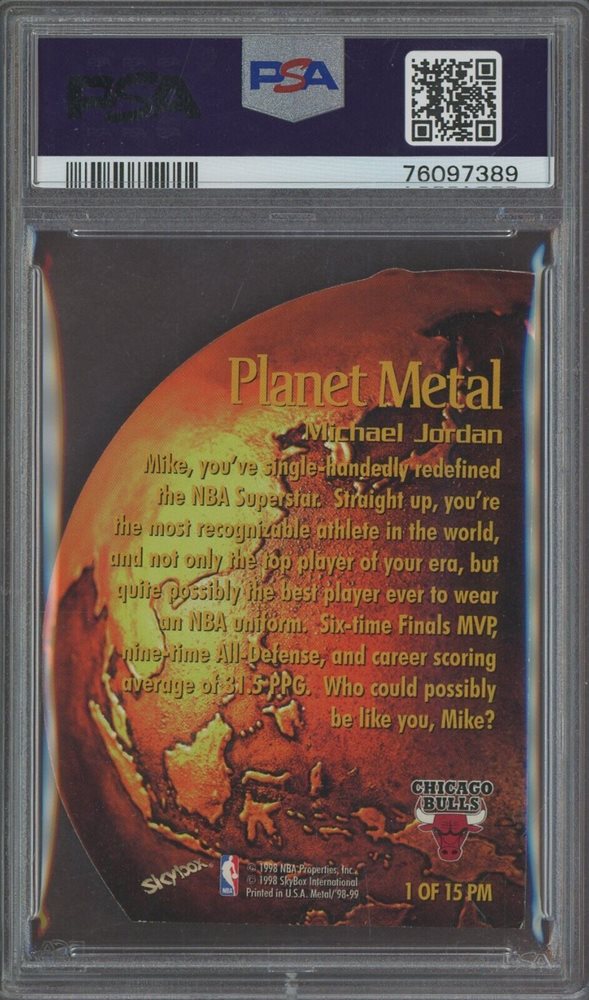 PSA
PSA
76097389
Planet Metal
Michael Jordan
Mike, you've single-handedly redefined
the NBA Superstar. Straight up, you're
the most recognizable athlete in the world,
and not only the top player of your era, but
quite possibly the best player ever to wear
an NBA uniform. Six-time Finals MVP,
nine-time All-Defense, and career scoring
average of 31.5 PPG. Who could possibly
be like you, Mike?
CHICAGO
BULLS
SkyBox
NBA
© 1998 NBA Properties, Inc.
© 1998 SkyBox International
Printed in U.S.A. Metal/'98-99
1 OF 15 PM